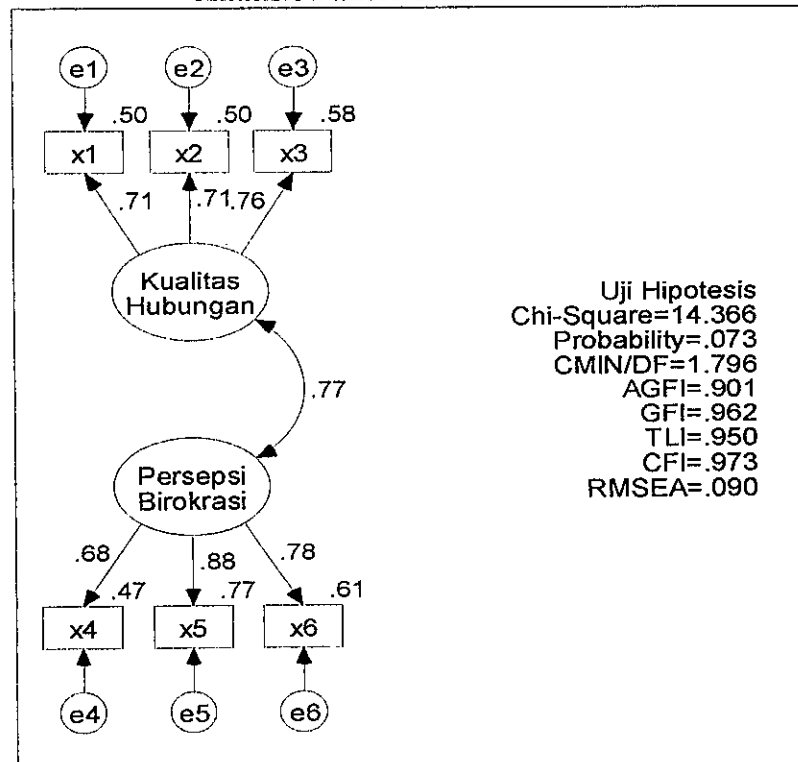 e1 e2 e3
.50 .50 .58
x1 x2 x3
.71 .71 .76
Kualitas
Hubungan
.77
Persepsi
Birokrasi
.68 .88 .78
.47 .77 .61
x4 x5 x6
e4 e5 e6
Uji Hipotesis
Chi-Square=14.366
Probability=.073
CMIN/DF=1.796
AGFI=.901
GFI=.962
TLI=.950
CFI=.973
RMSEA=.090